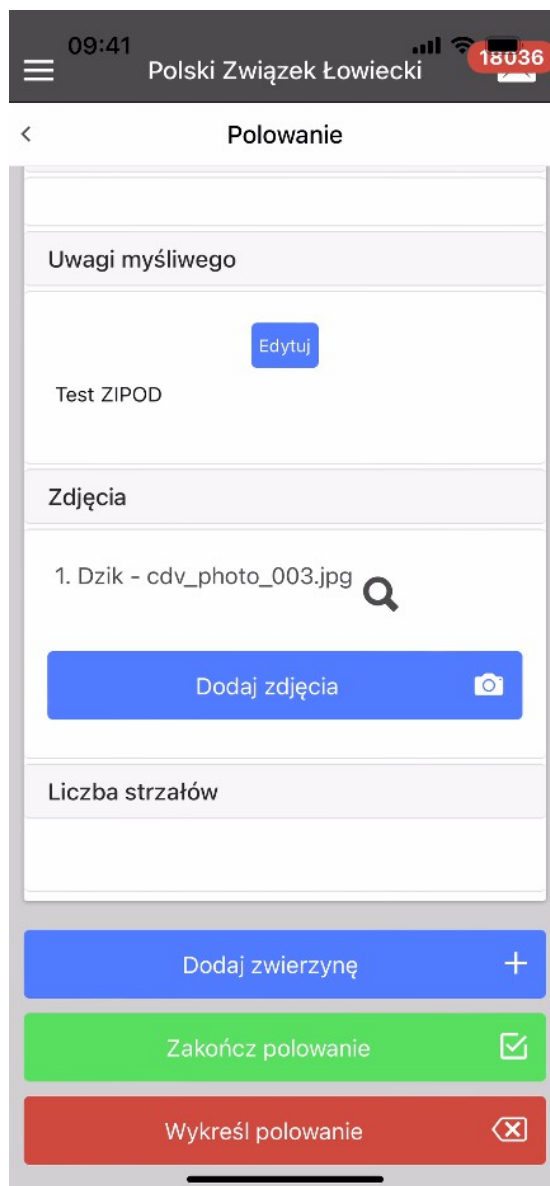 09:41
Polski Związek Łowiecki
18036
Polowanie
Uwagi myśliwego
Edytuj
Test ZIPOD
Zdjęcia
1. Dzik - cdv_photo_003.jpg
Dodaj zdjęcia
Liczba strzałów
Dodaj zwierzynę
Zakończ polowanie
Wykreśl polowanie